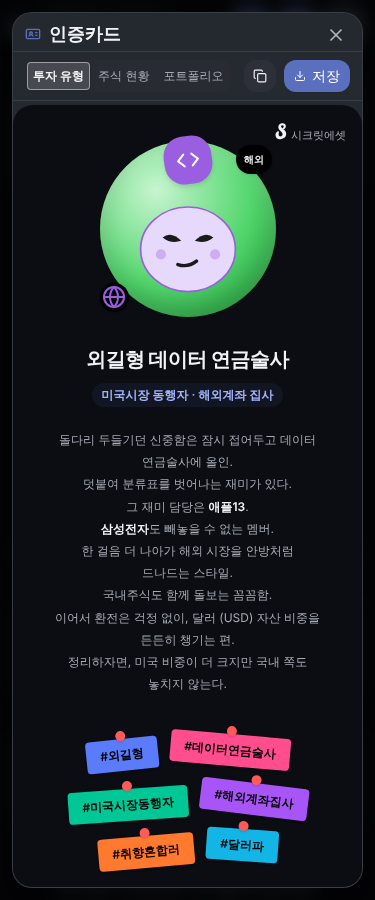 인증카드
투자 유형 주식 현황 포트폴리오 저장
시크릿에셋
해외
외길형 데이터 연금술사
미국시장 동행자 · 해외계좌 집사
돌다리 두들기던 신중함은 잠시 접어두고 데이터
연금술사에 올인.
덧붙여 분류표를 벗어나는 재미가 있다.
그 재미 담당은 애플13.
삼성전자도 빼놓을 수 없는 멤버.
한 걸음 더 나아가 해외 시장을 안방처럼
드나드는 스타일.
국내주식도 함께 돌보는 꼼꼼함.
이어서 환전은 걱정 없이, 달러 (USD) 자산 비중을
든든히 챙기는 편.
정리하자면, 미국 비중이 더 크지만 국내 쪽도
놓치지 않는다.
#외길형 #데이터연금술사
#미국시장동행자 #해외계좌집사
#취향혼합러 #달러파